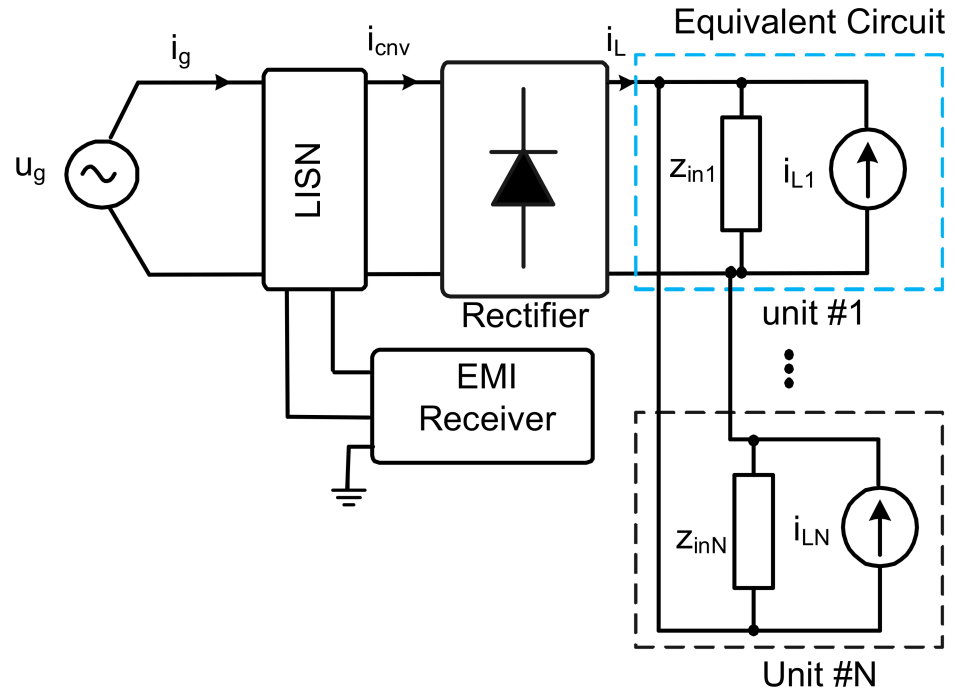 Equivalent Circuit
i_g
i_cnv
i_L
u_g
LISN
z_in1
i_L1
Rectifier
unit #1
EMI
Receiver
z_inN
i_LN
Unit #N